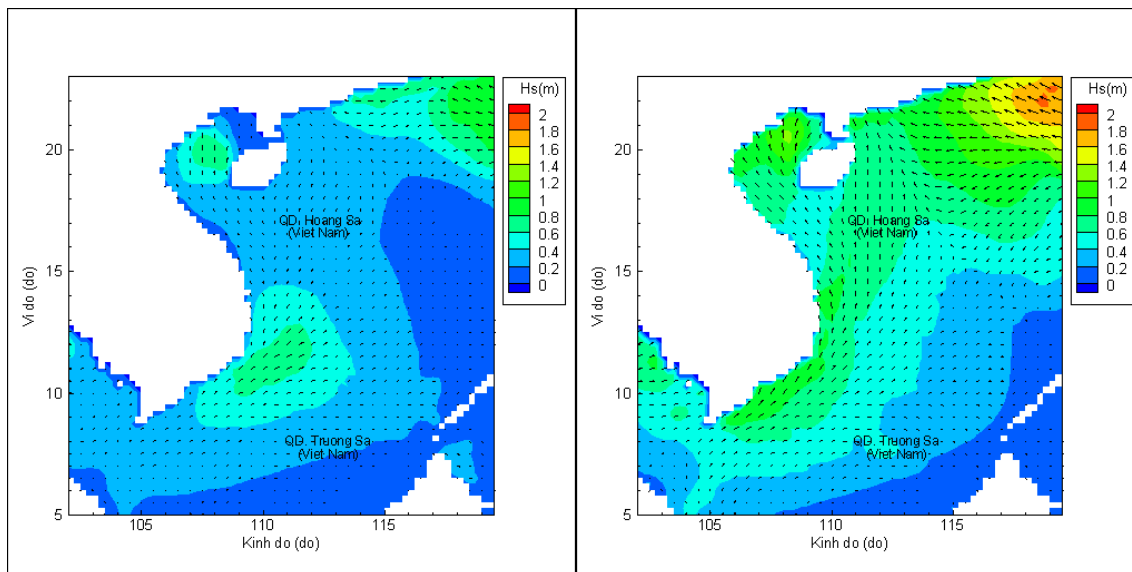 Hs(m)
2
1.8
1.6
1.4
1.2
1
0.8
0.6
0.4
0.2
0
20
15
10
5
Vi do (do)
105
110
115
Kinh do (do)
QD. Hoang Sa
(Viet Nam)
QD. Truong Sa
(Viet Nam)
Hs(m)
2
1.8
1.6
1.4
1.2
1
0.8
0.6
0.4
0.2
0
20
15
10
5
Vi do (do)
105
110
115
Kinh do (do)
QD. Hoang Sa
(Viet Nam)
QD. Truong Sa
(Viet Nam)